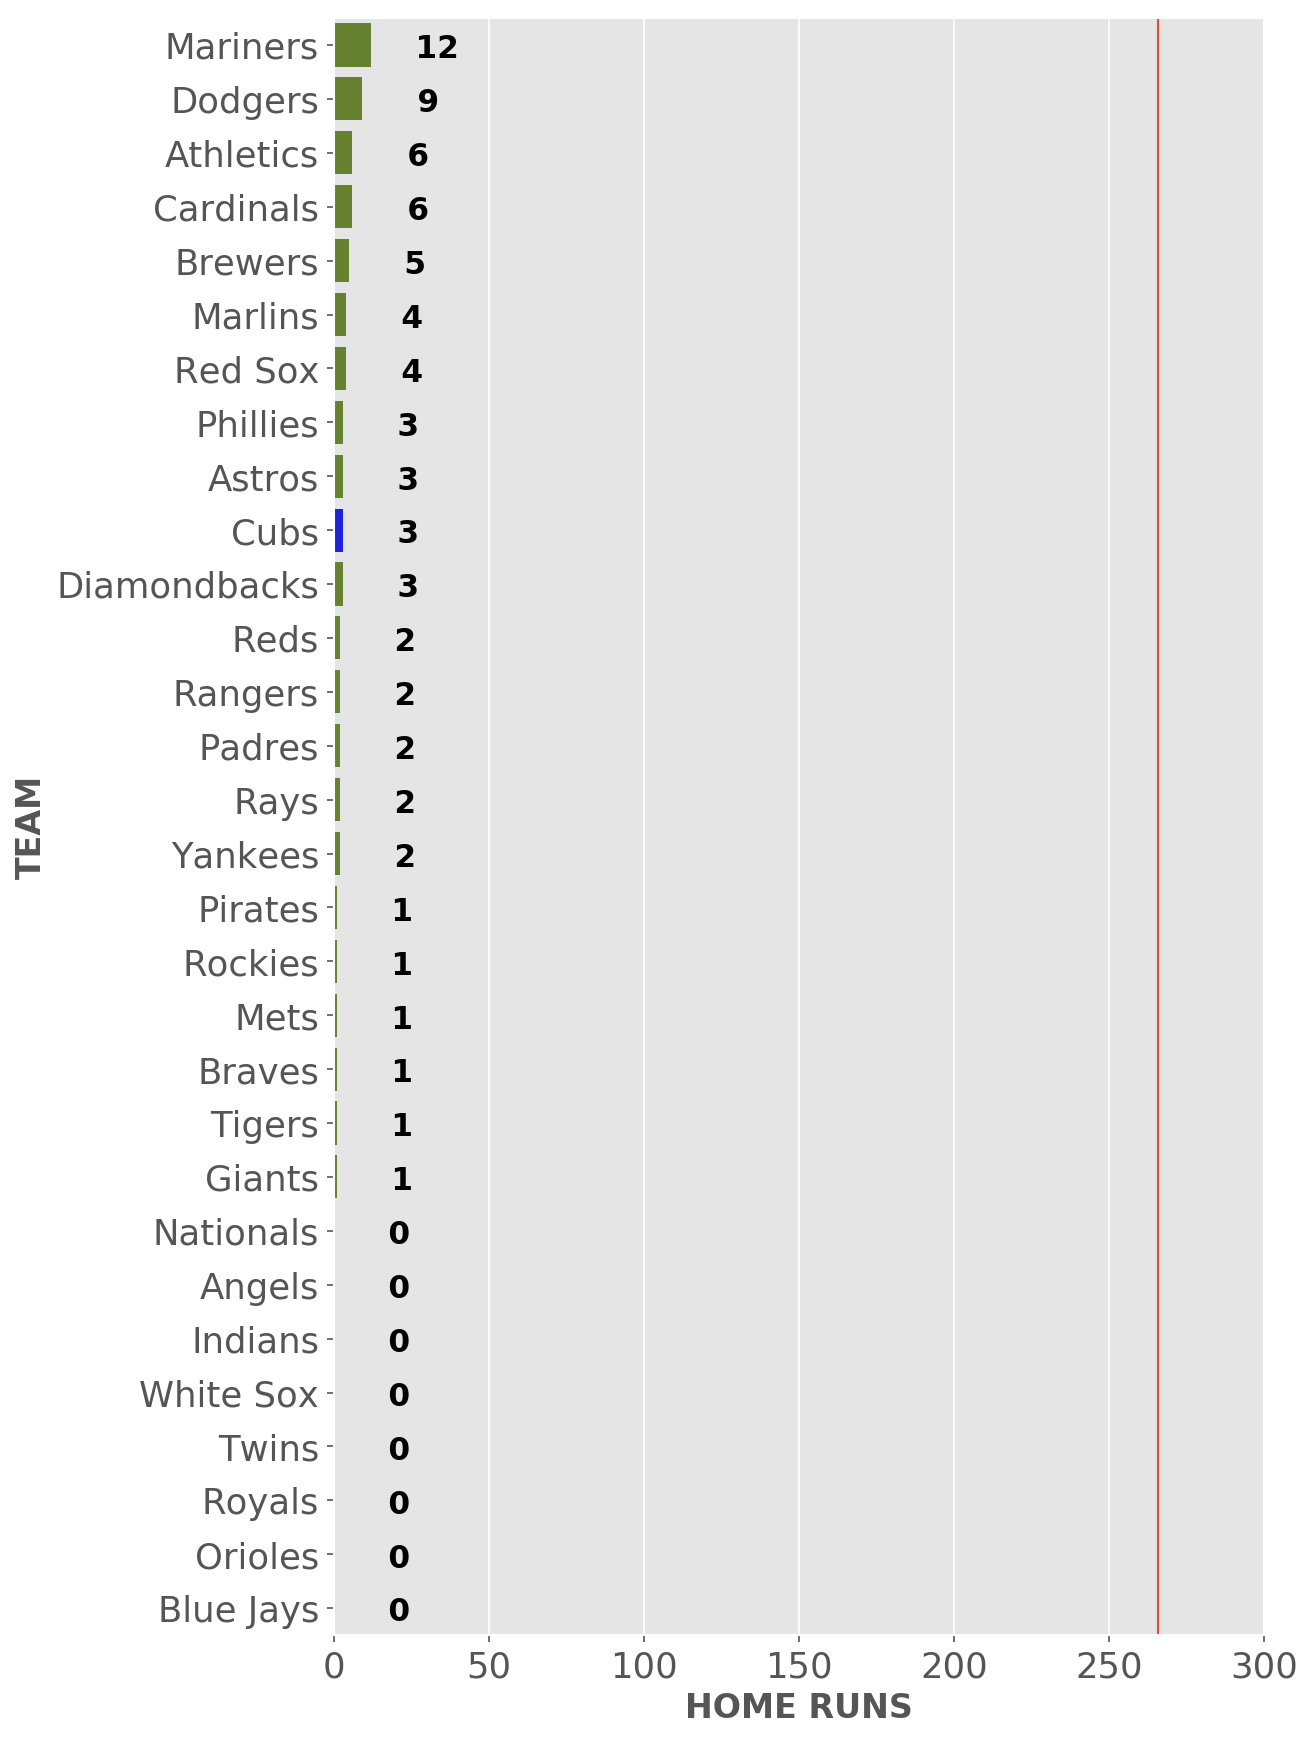 Mariners 12
Dodgers 9
Athletics 6
Cardinals 6
Brewers 5
Marlins 4
Red Sox 4
Phillies 3
Astros 3
Cubs 3
Diamondbacks 3
Reds 2
Rangers 2
Padres 2
Rays 2
Yankees 2
Pirates 1
Rockies 1
Mets 1
Braves 1
Tigers 1
Giants 1
Nationals 0
Angels 0
Indians 0
White Sox 0
Twins 0
Royals 0
Orioles 0
Blue Jays 0
TEAM
0 50 100 150 200 250 300
HOME RUNS